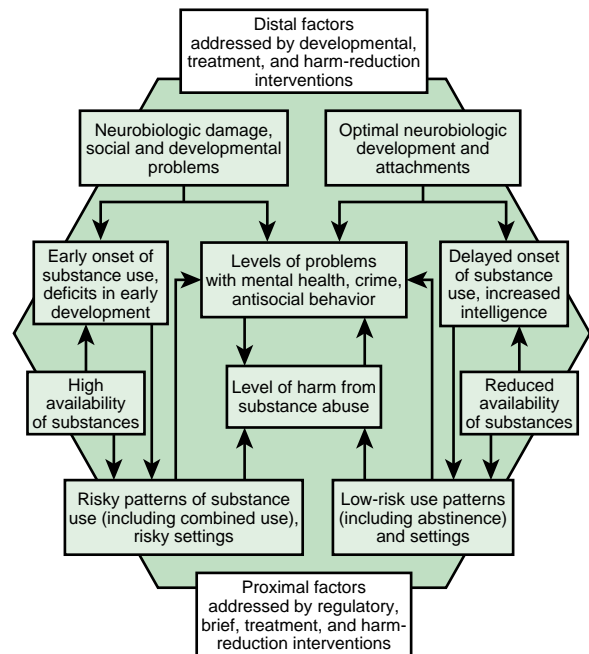 Distal factors
addressed by developmental,
treatment, and harm-reduction
interventions
Neurobiologic damage,
social and developmental
problems
Optimal neurobiologic
development and
attachments
Early onset of
substance use,
deficits in early
development
Levels of problems
with mental health, crime,
antisocial behavior
Delayed onset
of substance
use, increased
intelligence
High
availability
of substances
Level of harm from
substance abuse
Reduced
availability
of substances
Risky patterns of substance
use (including combined use),
risky settings
Low-risk use patterns
(including abstinence)
and settings
Proximal factors
addressed by regulatory,
brief, treatment, and harm-
reduction interventions